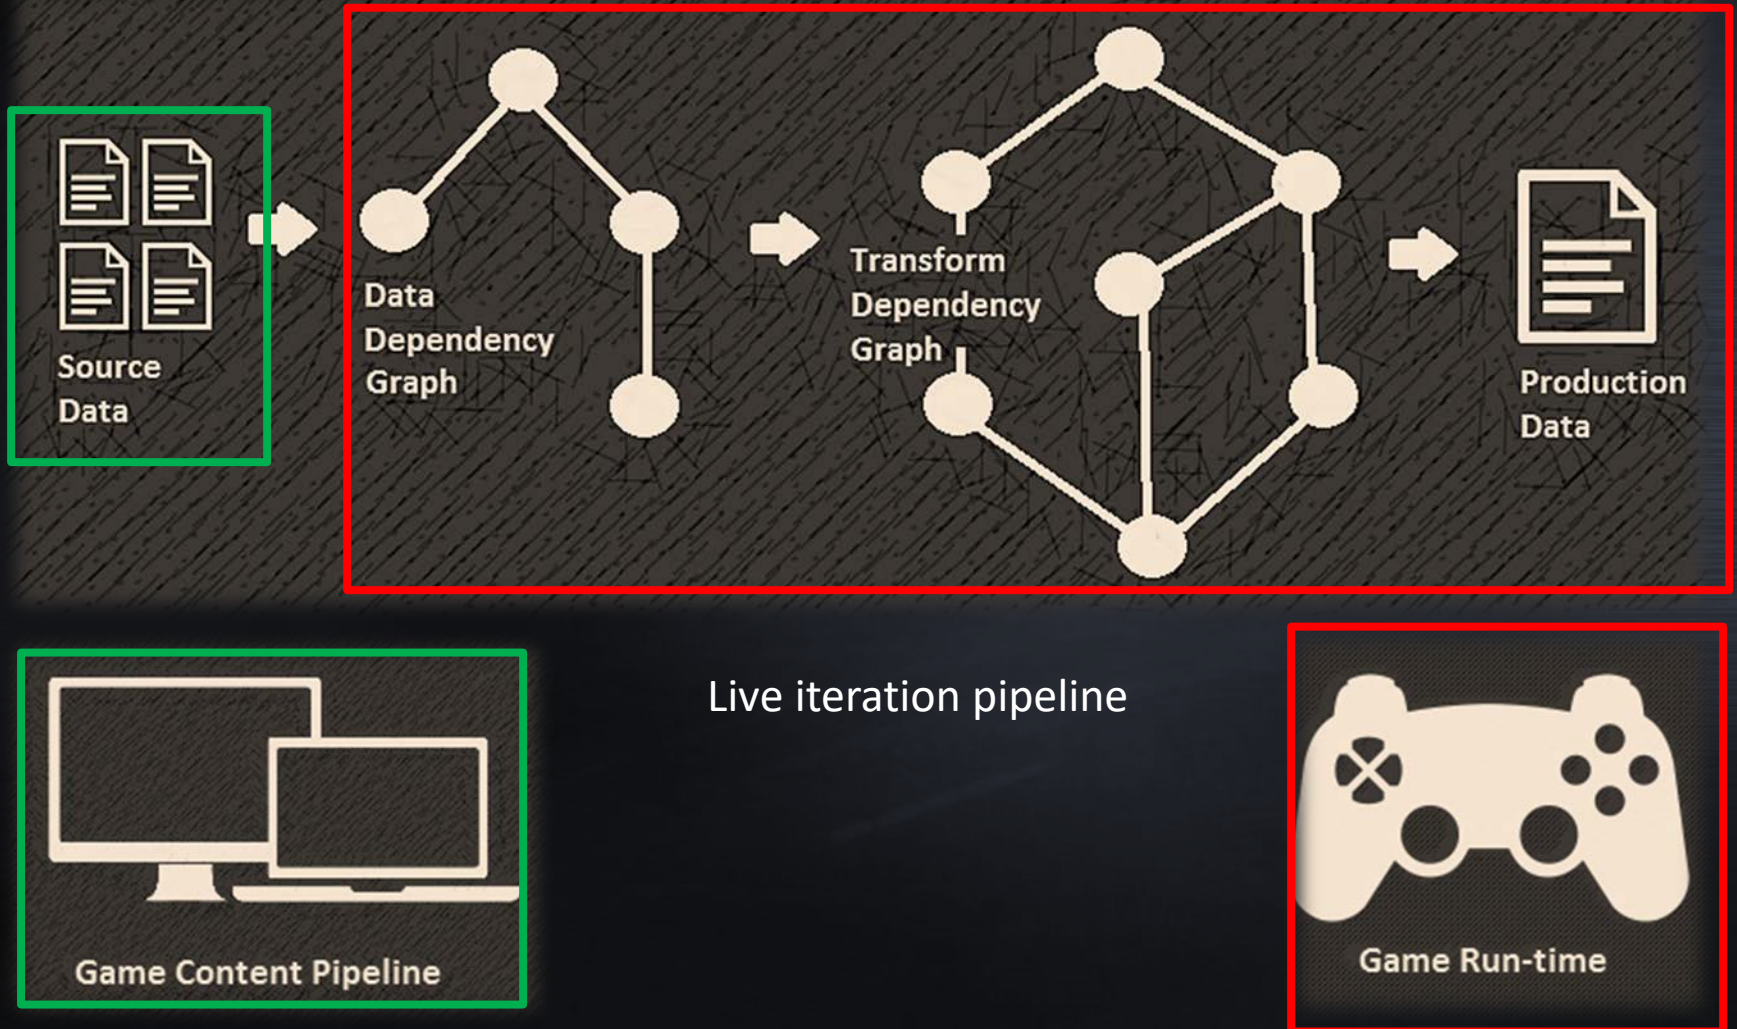 Source
Data
Data
Dependency
Graph
Transform
Dependency
Graph
Production
Data
Live iteration pipeline
Game Content Pipeline
Game Run-time